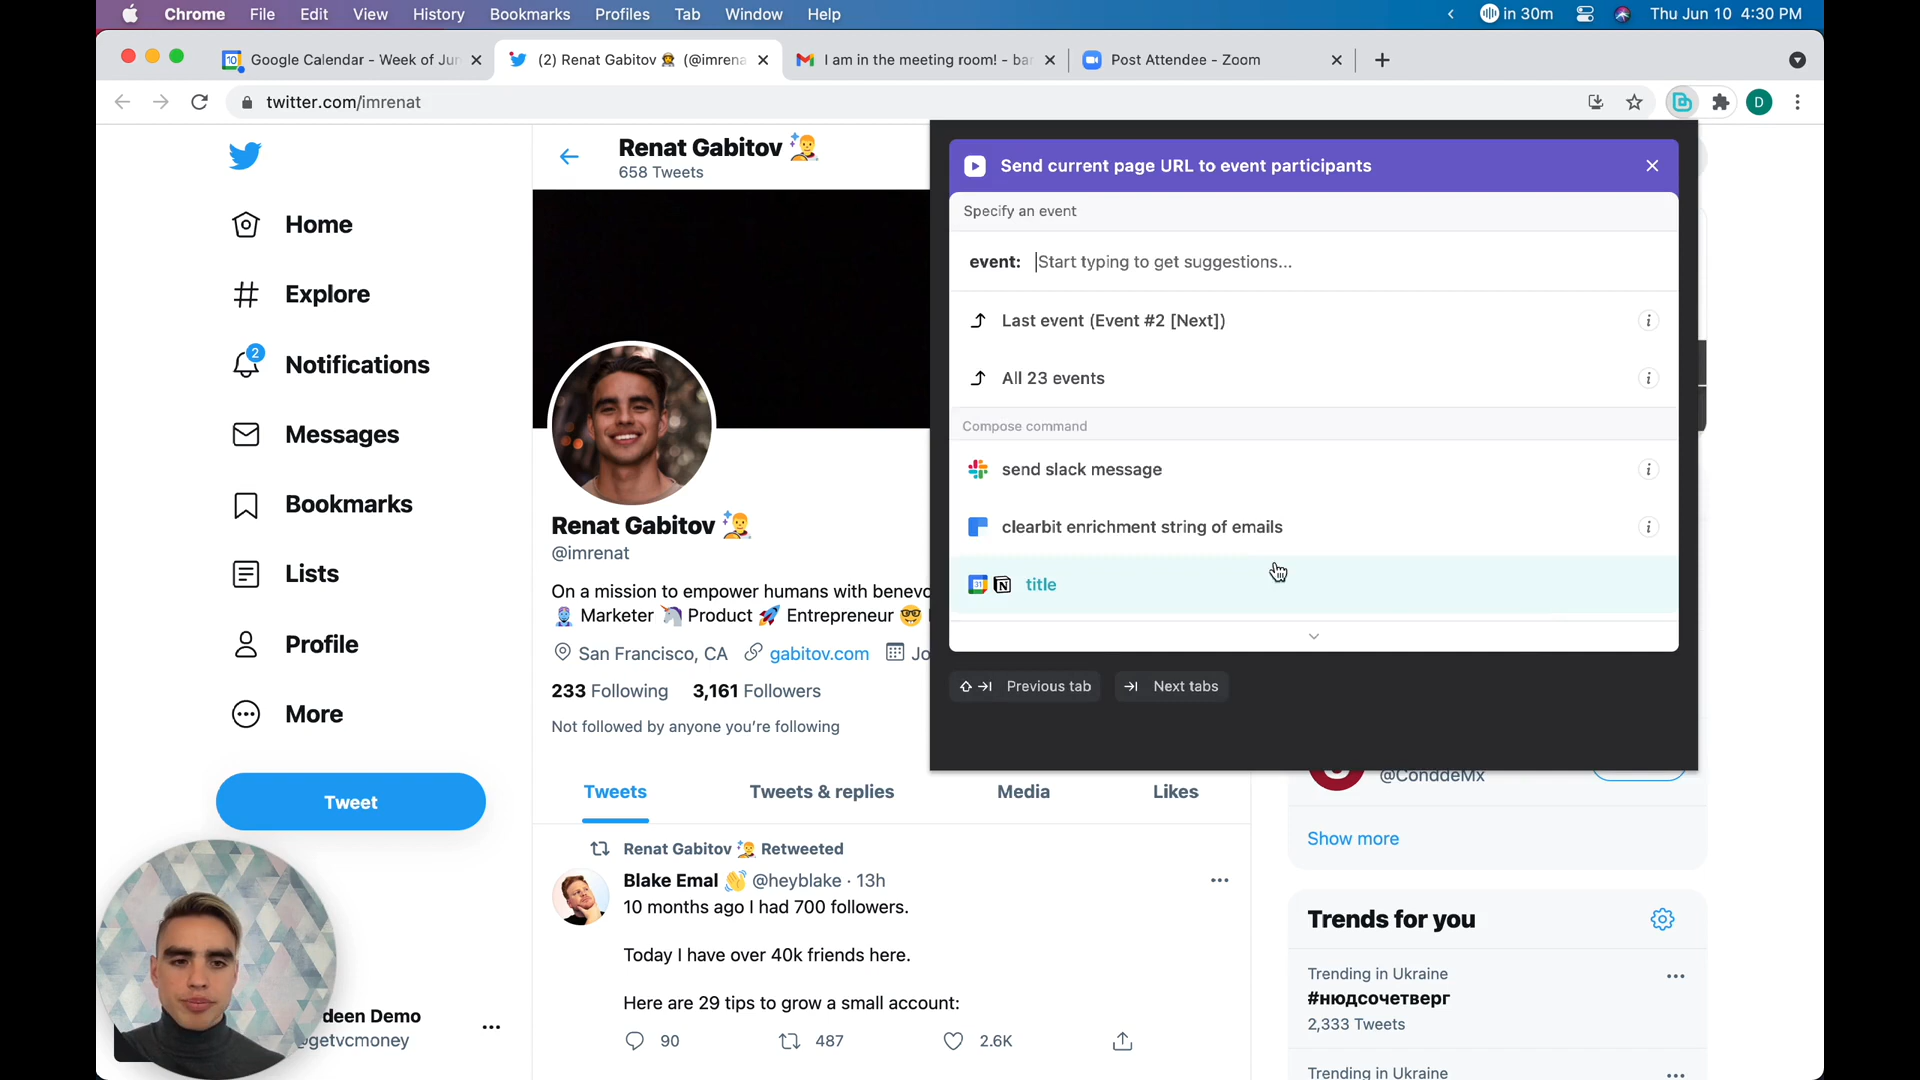 Chrome File Edit View History Bookmarks Profiles Tab Window Help
in 30m Thu Jun 10 4:30 PM
Google Calendar - Week of Jun
(2) Renat Gabitov (@imrena
I am in the meeting room! - ba
Post Attendee - Zoom
twitter.com/imrenat
D
Home
Explore
2
Notifications
Messages
Bookmarks
Lists
Profile
More
Tweet
deen Demo
@getvcmoney
Renat Gabitov
658 Tweets
Renat Gabitov
@imrenat
On a mission to empower humans with benevo
Marketer Product Entrepreneur
San Francisco, CA gabitov.com Jo
233 Following 3,161 Followers
Not followed by anyone you're following
Tweets Tweets & replies Media Likes
Renat Gabitov Retweeted
Blake Emal @heyblake · 13h
10 months ago I had 700 followers.
Today I have over 40k friends here.
Here are 29 tips to grow a small account:
90 487 2.6K
Send current page URL to event participants
Specify an event
event: Start typing to get suggestions...
Last event (Event #2 [Next])
All 23 events
Compose command
send slack message
clearbit enrichment string of emails
title
Previous tab Next tabs
@ConddeMx
Show more
Trends for you
Trending in Ukraine
#нюдсочетверг
2,333 Tweets
Trending in Ukraine